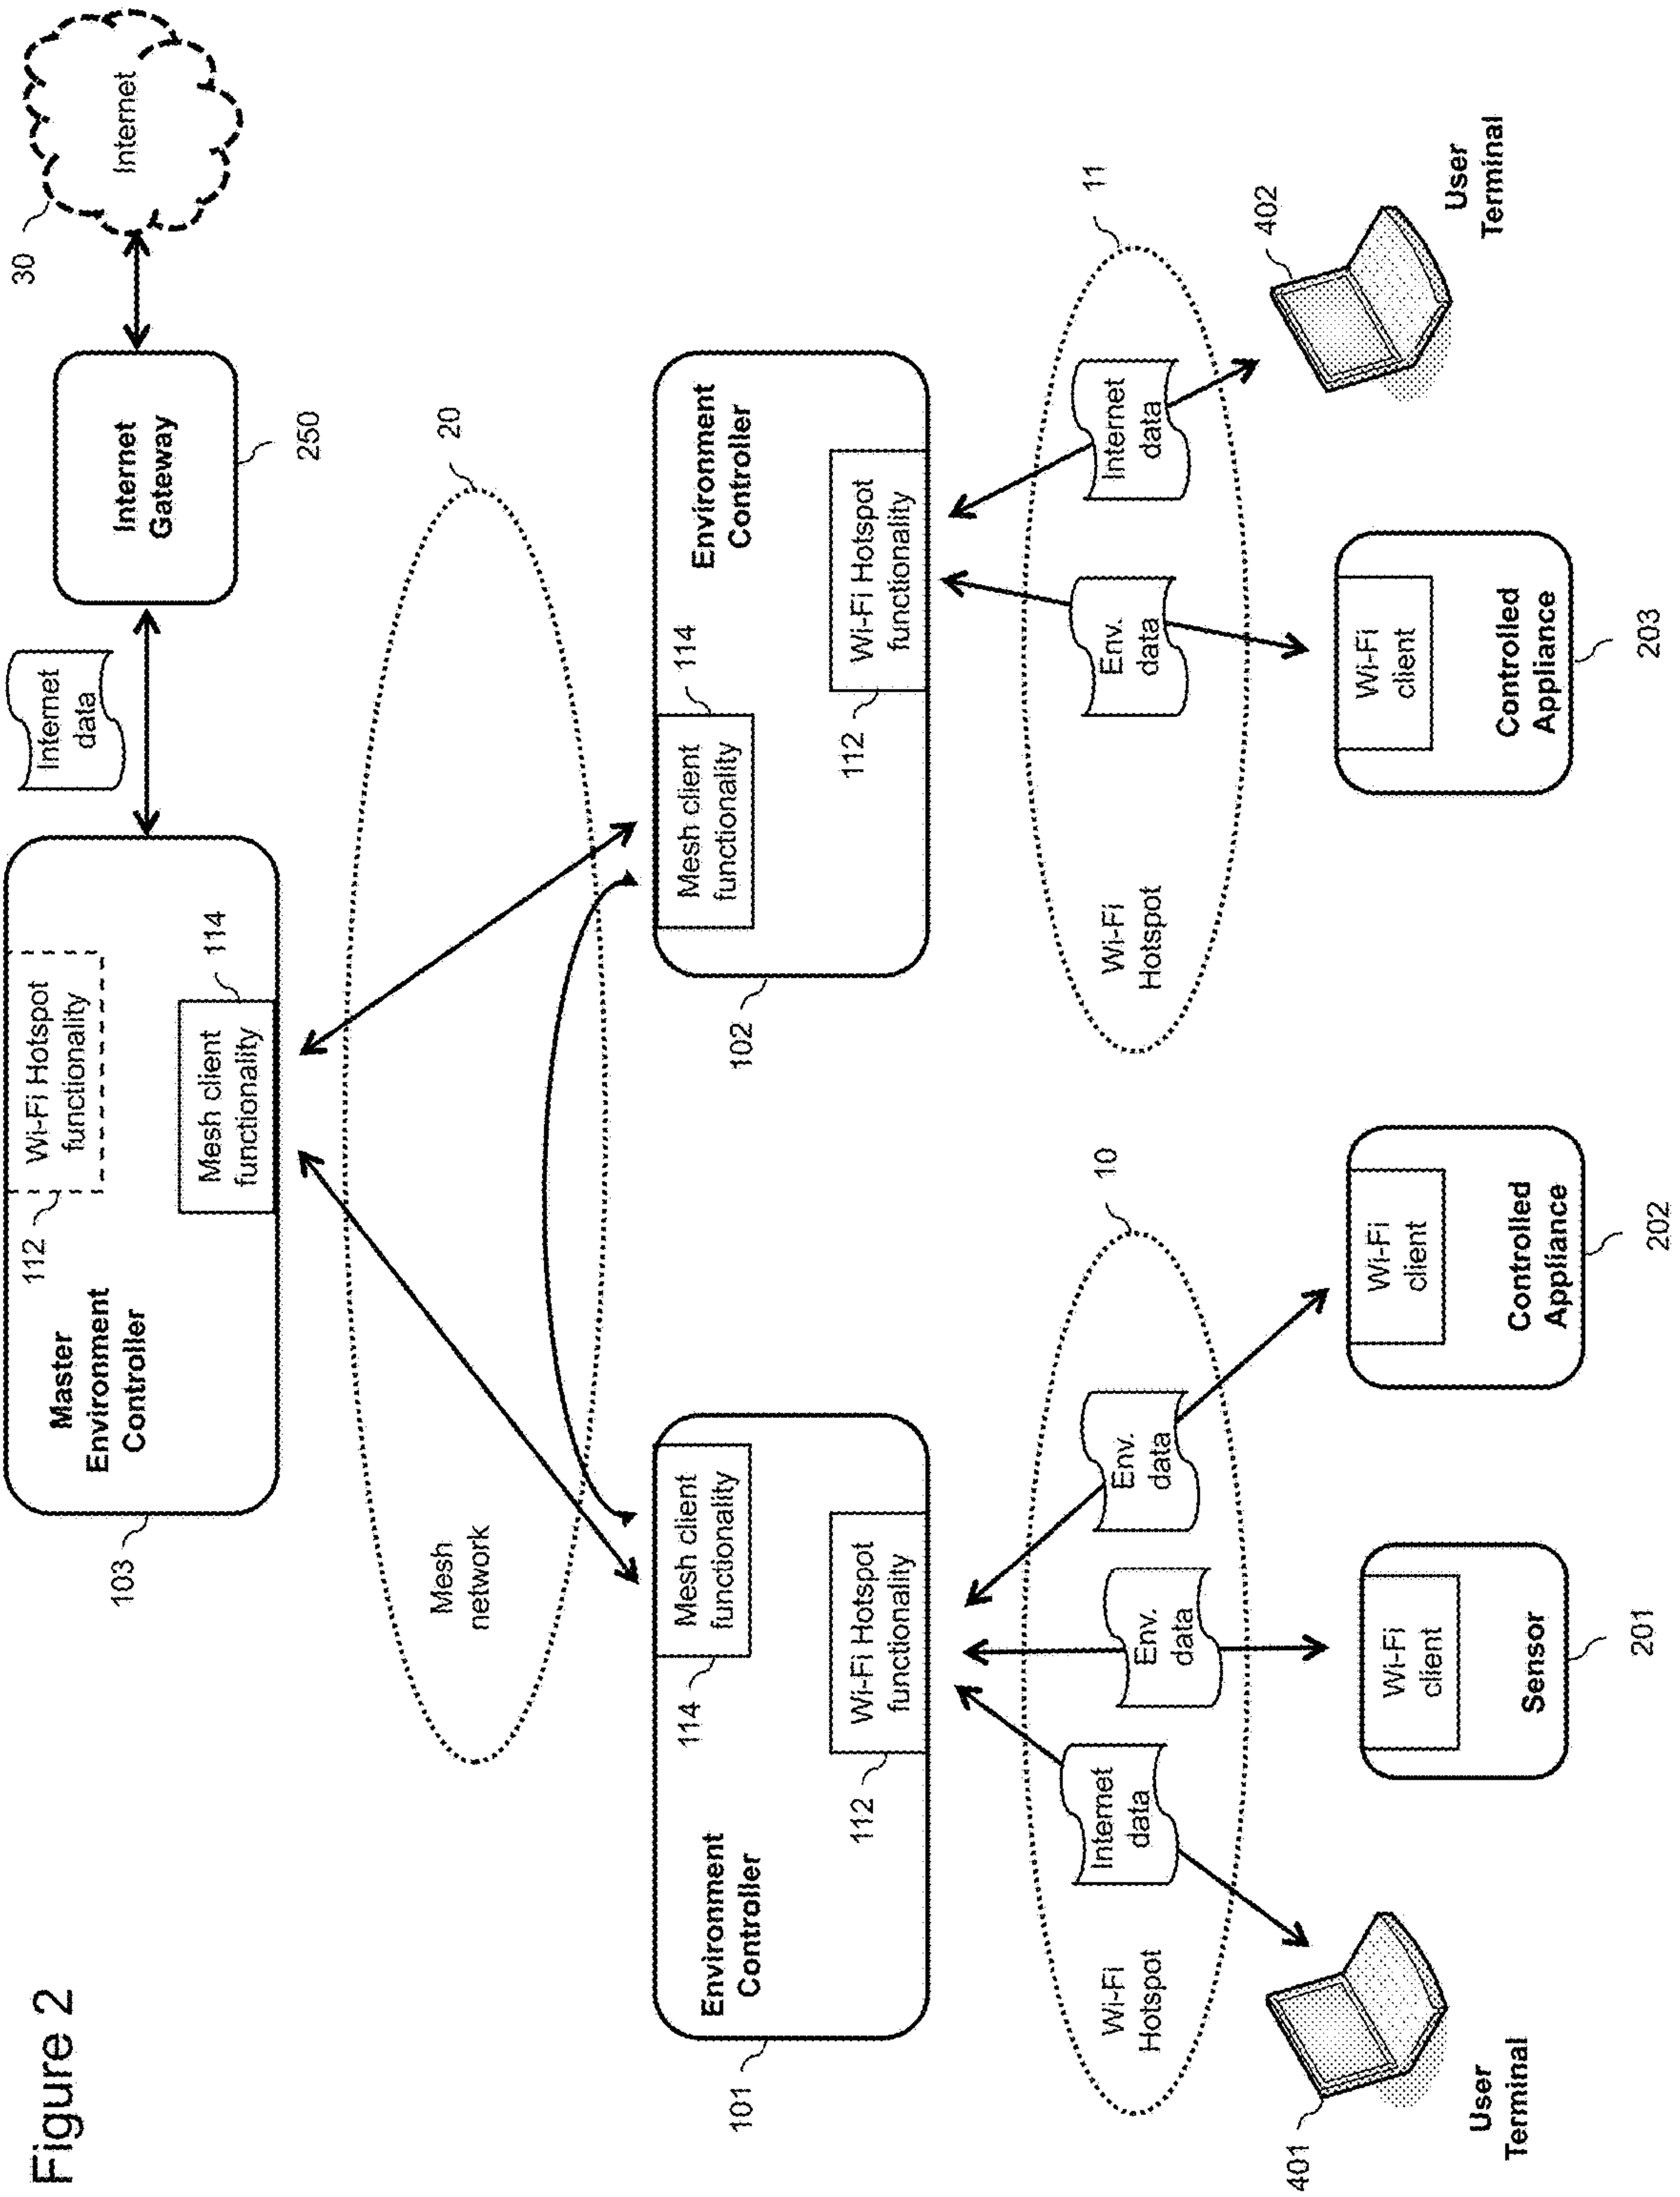 Figure 2
103
Master
Environment
Controller
112
Wi-Fi Hotspot
functionality
Mesh client
functionality
114
Internet
data
Internet
Gateway
250
30
Internet
Mesh
network
20
101
Environment
Controller
114
Mesh client
functionality
112
Wi-Fi Hotspot
functionality
102
Mesh client
functionality
114
Environment
Controller
112
Wi-Fi Hotspot
functionality
Wi-Fi
Hotspot
Internet
data
Env.
data
Env.
data
10
Wi-Fi
Hotspot
Env.
data
Internet
data
11
401
User
Terminal
Wi-Fi
client
Sensor
201
Wi-Fi
client
Controlled
Appliance
202
Wi-Fi
client
Controlled
Appliance
203
402
User
Terminal